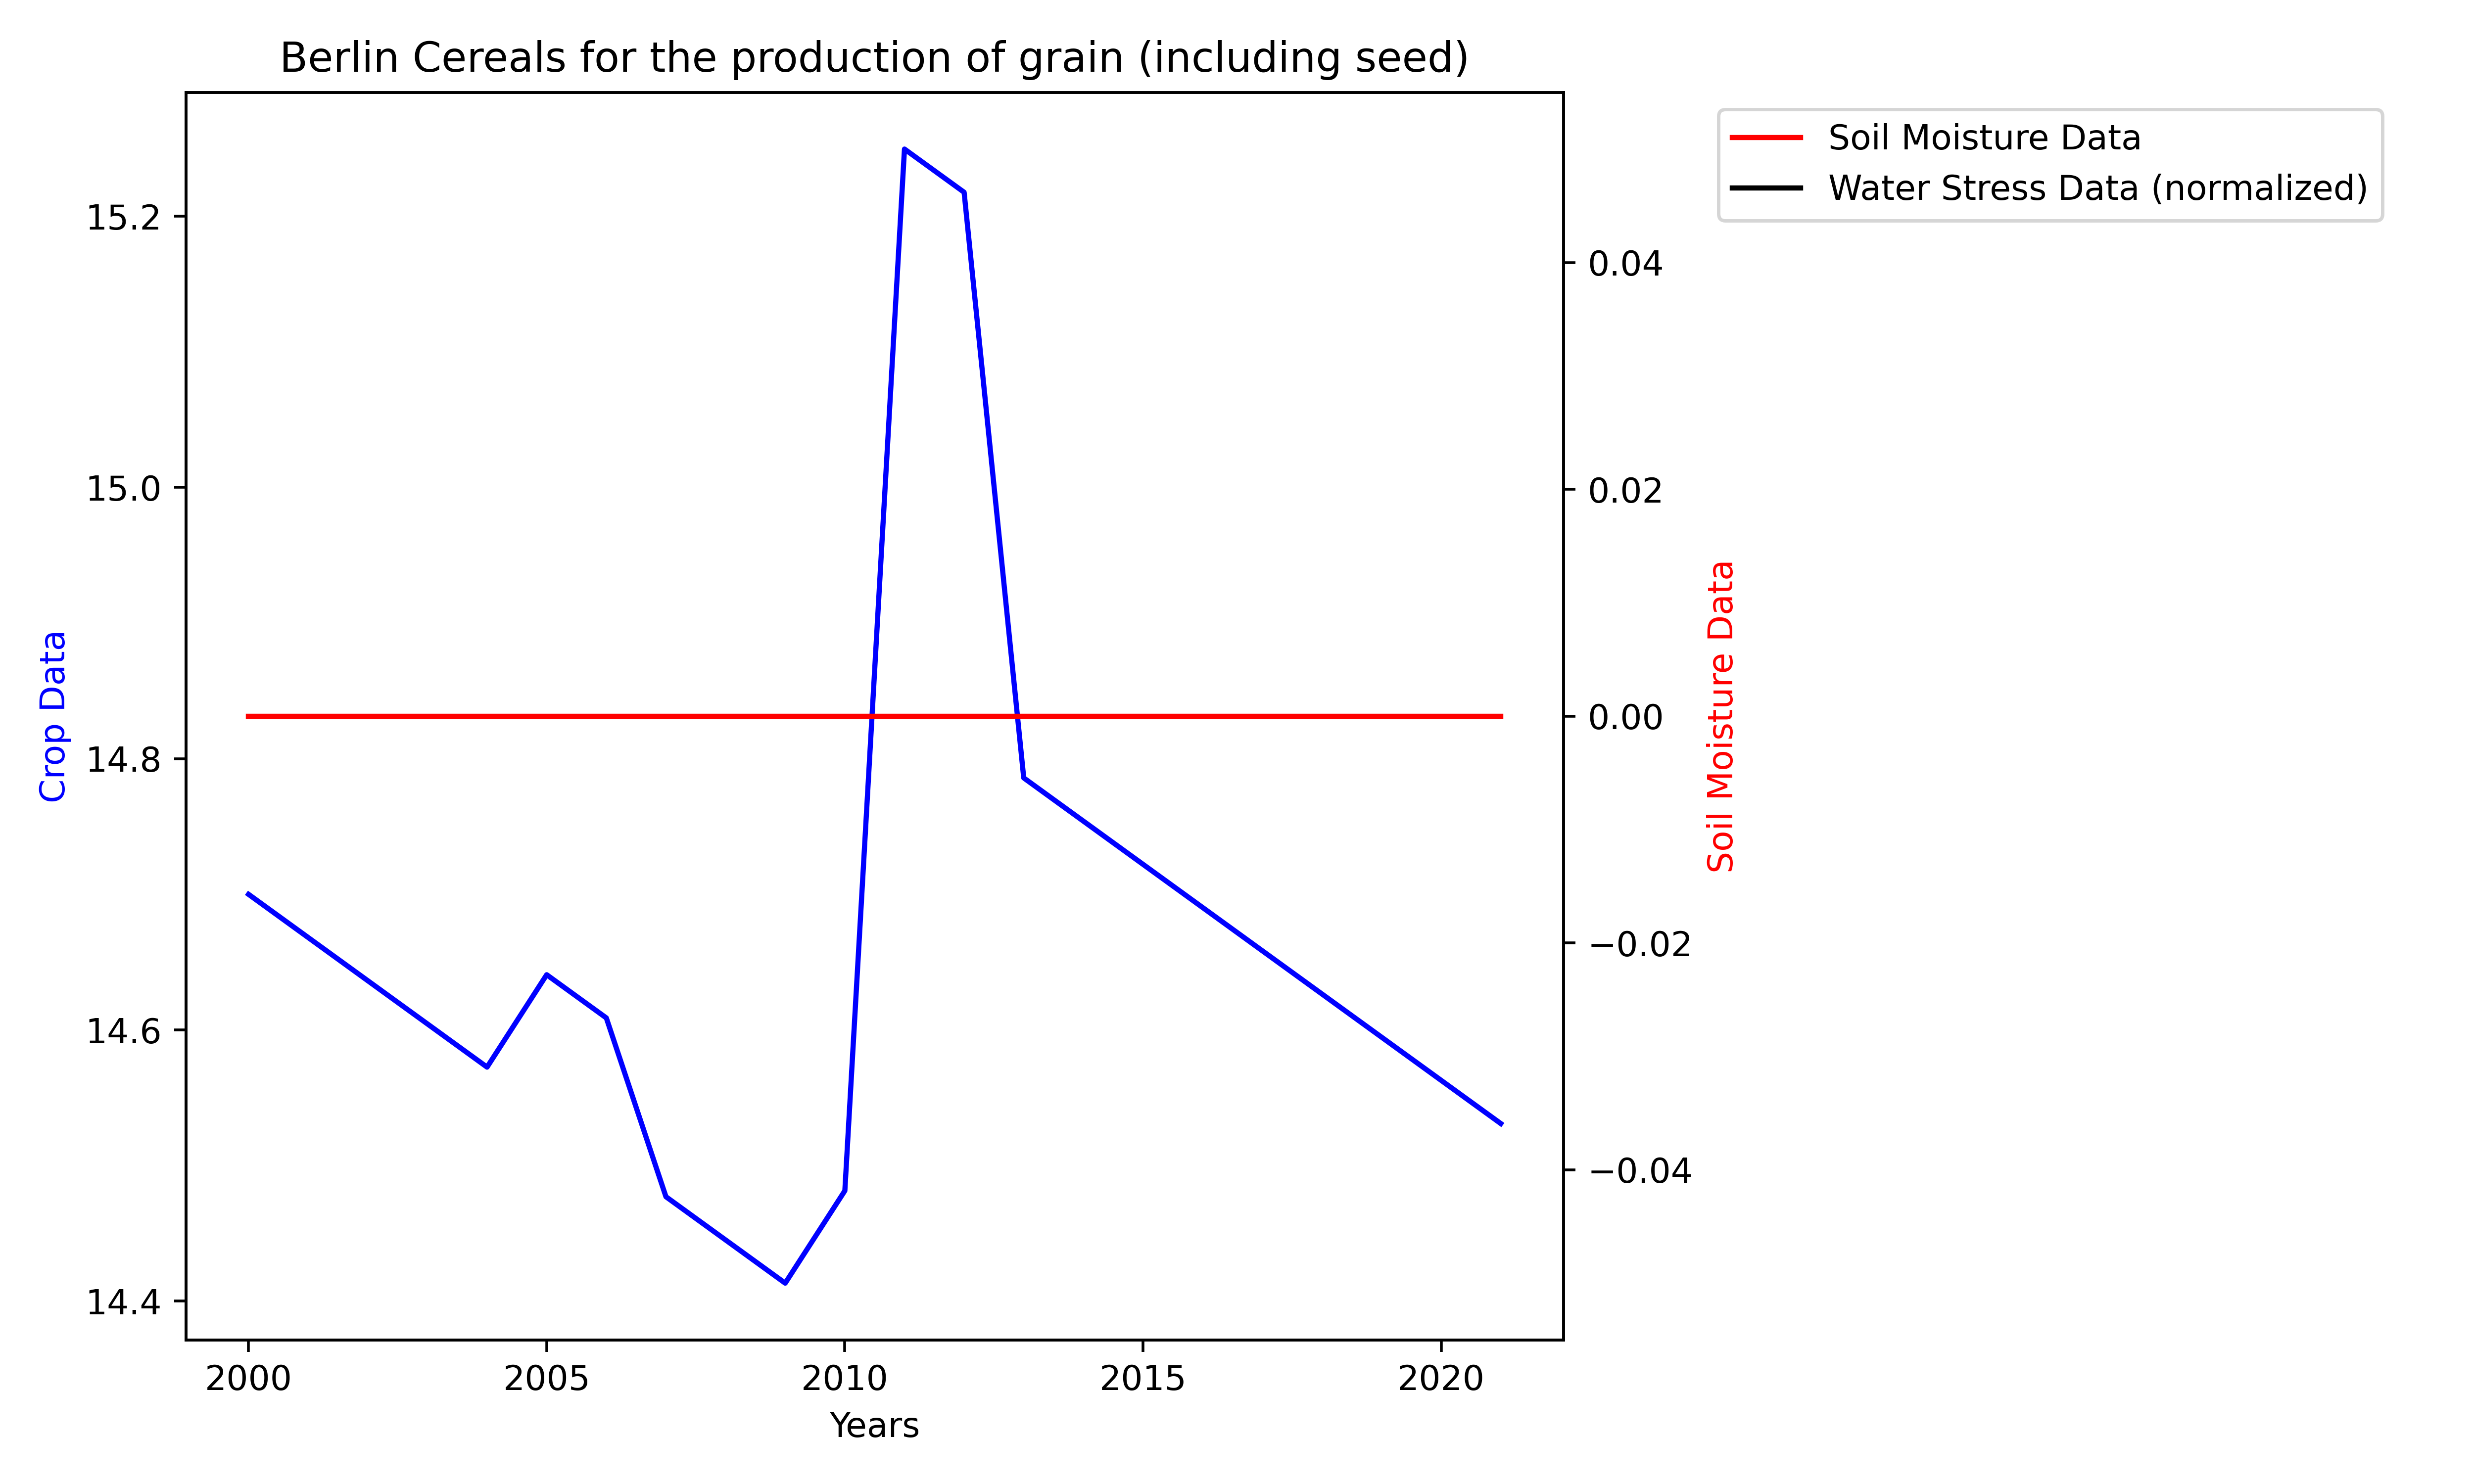 Berlin Cereals for the production of grain (including seed)
Soil Moisture Data
Water Stress Data (normalized)
15.2
15.0
14.8
14.6
14.4
Crop Data
0.04
0.02
0.00
−0.02
−0.04
Soil Moisture Data
2000 2005 2010 2015 2020
Years